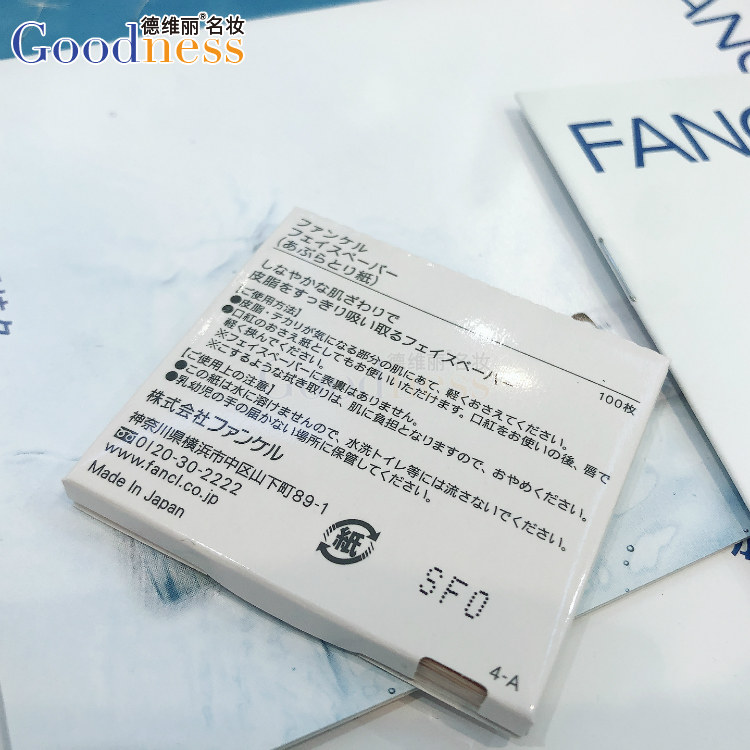 德维丽®名妆
Goodness
FANC
FANC
ファンケル
フェイスペーパー
(あぶらとり紙)
100枚
しなやかな肌ざわりで
皮脂をすっきり吸い取るフェイスペーパー
【ご使用方法】
●皮脂・テカリが気になる部分の肌にあて、軽くおさえてください。
●口紅のおさえ紙としてもお使いいただけます。口紅をお使いの後、唇で
軽く挟んでください。
※フェイスペーパーに表裏はありません。
※こするような拭き取りは、肌に負担となりますので、おやめください。
【ご使用上の注意】
●この紙は水に溶けませんので、水洗トイレ等には流さないでください。
●乳幼児の手の届かない場所に保管してください。
株式会社ファンケル
神奈川県横浜市中区山下町89-1
0120-30-2222
www.fancl.co.jp
Made In Japan
紙
SF0
4-A
德维丽®名妆
Goodness